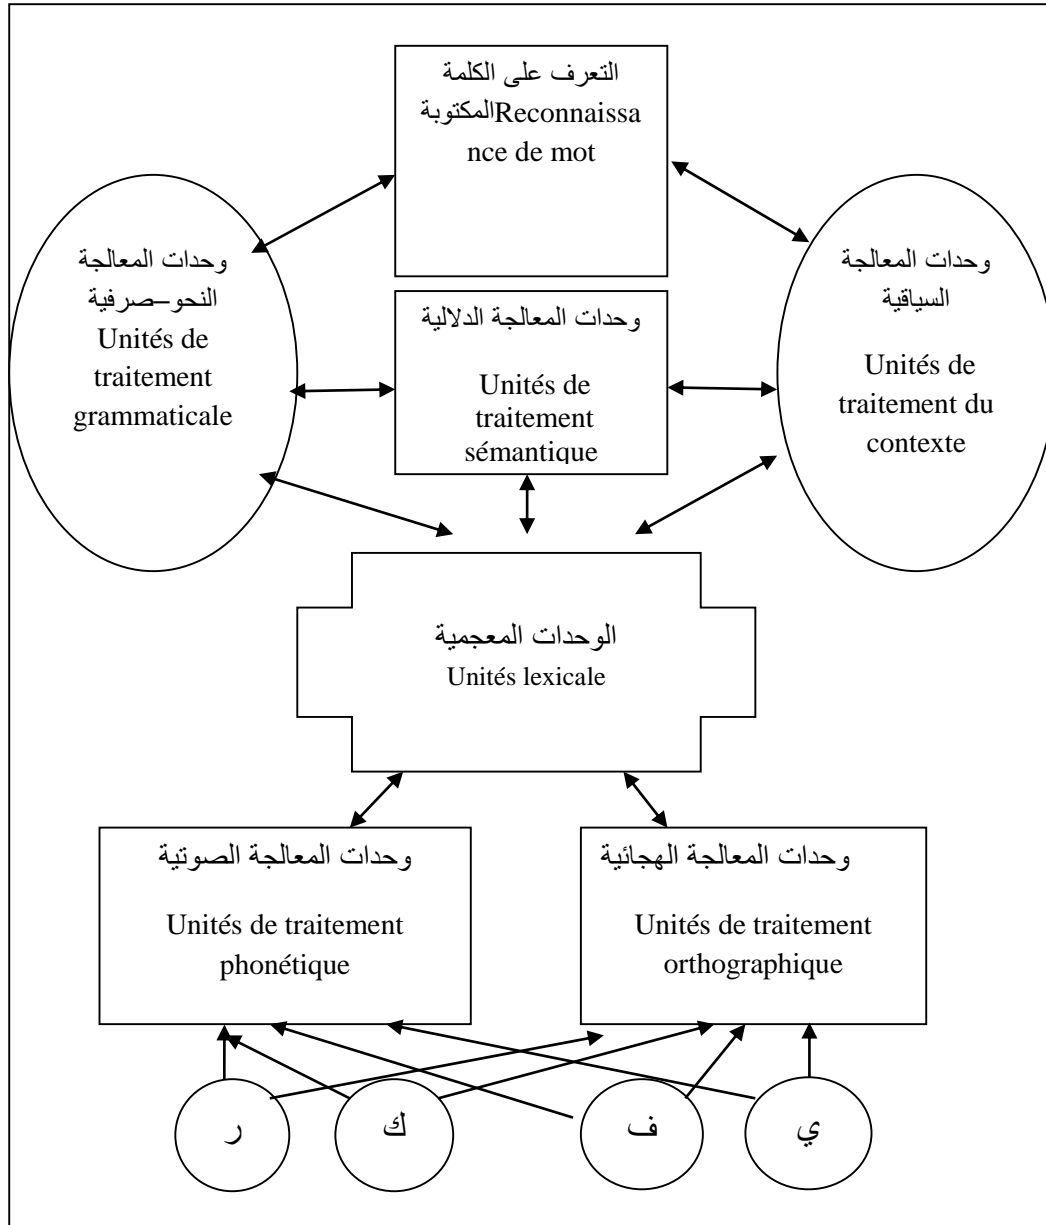 التعرف على الكلمة
المكتوبةReconnaissa
nce de mot
وحدات المعالجة
النحو–صرفية
Unités de
traitement
grammaticale
وحدات المعالجة الدلالية
Unités de
traitement
sémantique
وحدات المعالجة
السياقية
Unités de
traitement du
contexte
الوحدات المعجمية
Unités lexicale
وحدات المعالجة الصوتية
Unités de traitement
phonétique
وحدات المعالجة الهجائية
Unités de traitement
orthographique
ي ف ك ر